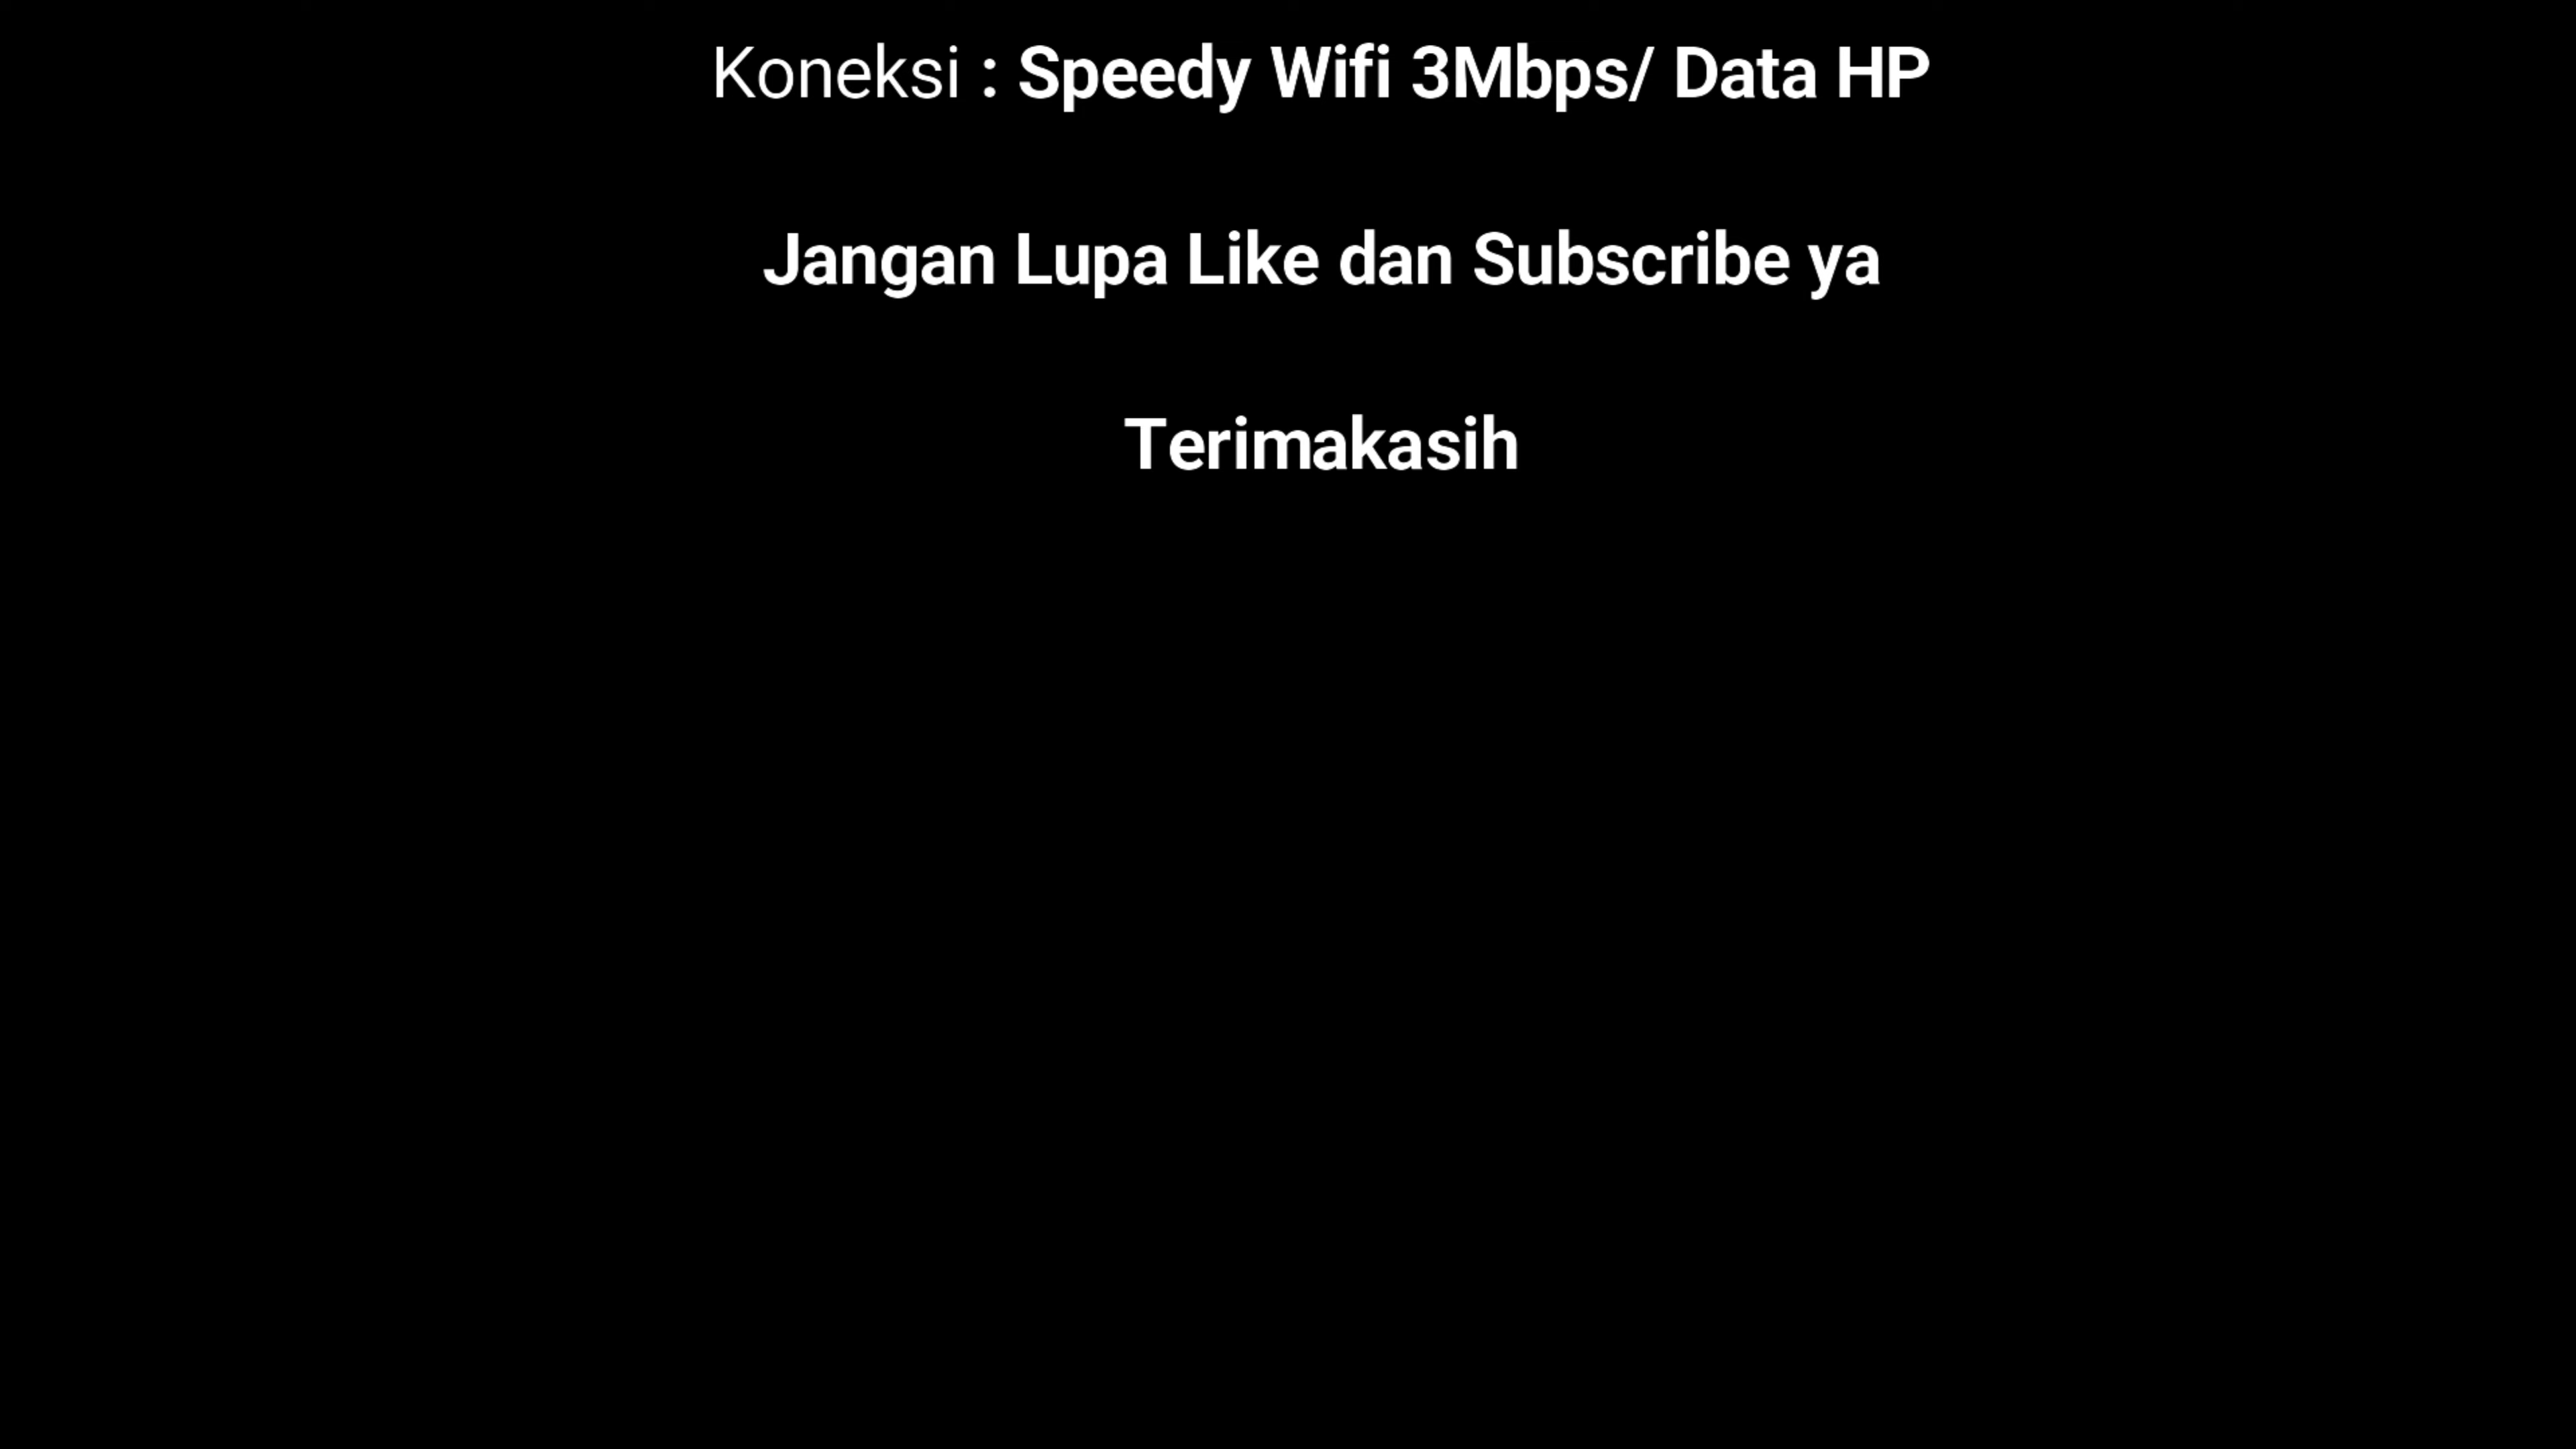 Koneksi : Speedy Wifi 3Mbps/ Data HP
Jangan Lupa Like dan Subscribe ya
Terimakasih